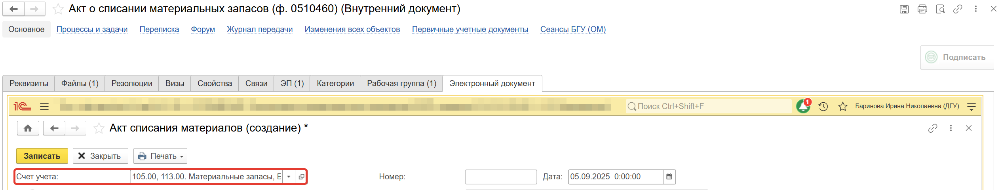 Акт о списании материальных запасов (ф. 0510460) (Внутренний документ)
Основное Процессы и задачи Переписка Форум Журнал передачи Изменения всех объектов Первичные учетные документы Сеансы БГУ (ОМ)
Подписать
Реквизиты Файлы (1) Резолюции Визы Свойства Связи ЭП (1) Категории Рабочая группа (1) Электронный документ
1С Поиск Ctrl+Shift+F 1 Баринова Ирина Николаевна (ДГУ)
Акт списания материалов (создание) *
Записать Закрыть Печать
Счет учета: 105.00, 113.00. Материальные запасы, Номер: Дата: 05.09.2025 0:00:00